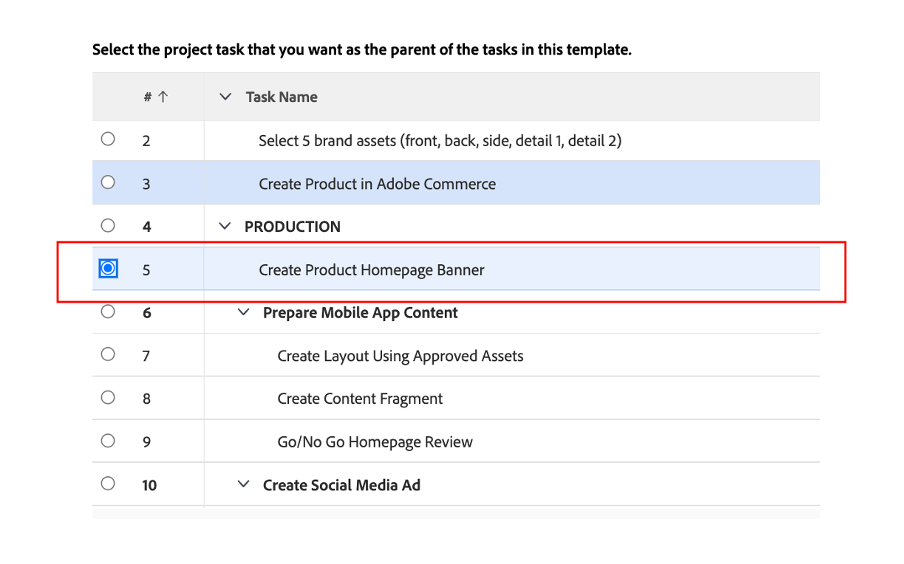 Select the project task that you want as the parent of the tasks in this template.
# ↑ Task Name
2 Select 5 brand assets (front, back, side, detail 1, detail 2)
3 Create Product in Adobe Commerce
4 PRODUCTION
5 Create Product Homepage Banner
6 Prepare Mobile App Content
7 Create Layout Using Approved Assets
8 Create Content Fragment
9 Go/No Go Homepage Review
10 Create Social Media Ad